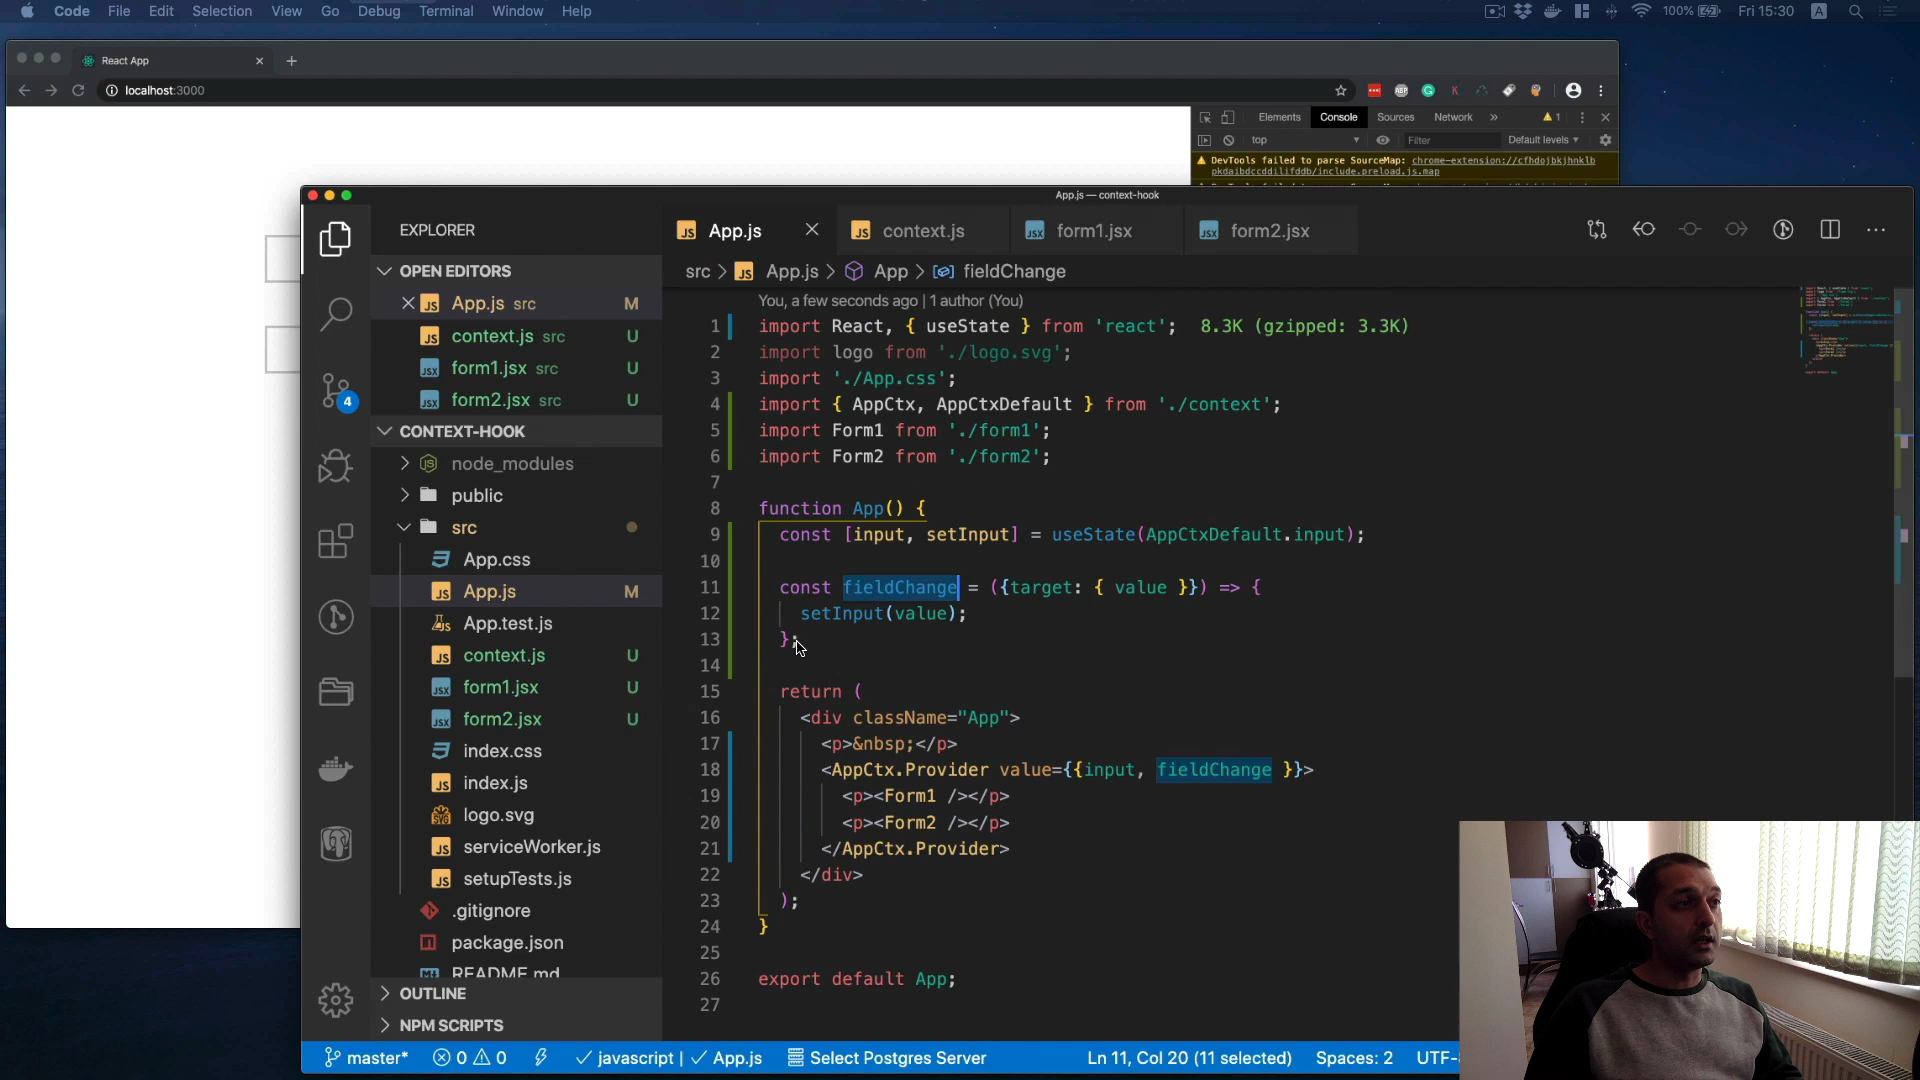 Code File Edit Selection View Go Debug Terminal Window Help
100% Fri 15:30 A
React App
localhost:3000
ABP
Elements Console Sources Network » 1
top Filter Default levels
DevTools failed to parse SourceMap: chrome-extension://cfhdojbkjhnklb
pkdaibdccddilifddb/include.preload.js.map
App.js — context-hook
EXPLORER
OPEN EDITORS
App.js src M
context.js src U
form1.jsx src U
form2.jsx src U
CONTEXT-HOOK
node_modules
public
src
App.css
App.js M
App.test.js
context.js U
form1.jsx U
form2.jsx U
index.css
index.js
logo.svg
serviceWorker.js
setupTests.js
.gitignore
package.json
README.md
OUTLINE
NPM SCRIPTS
4
App.js context.js form1.jsx form2.jsx
src > App.js > App > fieldChange
You, a few seconds ago | 1 author (You)
1 import React, { useState } from 'react'; 8.3K (gzipped: 3.3K)
2 import logo from './logo.svg';
3 import './App.css';
4 import { AppCtx, AppCtxDefault } from './context';
5 import Form1 from './form1';
6 import Form2 from './form2';
7
8 function App() {
9 const [input, setInput] = useState(AppCtxDefault.input);
10
11 const fieldChange = ({target: { value }}) => {
12 setInput(value);
13 };
14
15 return (
16 <div className="App">
17 <p>&nbsp;</p>
18 <AppCtx.Provider value={{input, fieldChange }}>
19 <p><Form1 /></p>
20 <p><Form2 /></p>
21 </AppCtx.Provider>
22 </div>
23 );
24 }
25
26 export default App;
27
master* 0 0 javascript | App.js Select Postgres Server Ln 11, Col 20 (11 selected) Spaces: 2 UTF-